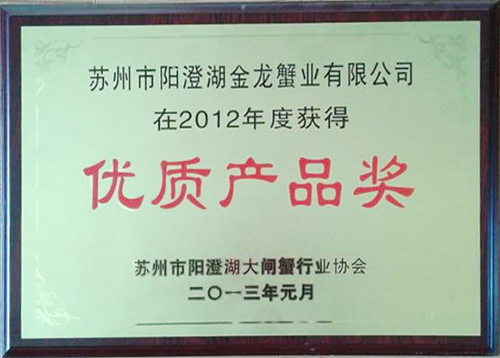 苏州市阳澄湖金龙蟹业有限公司
在2012年度获得
优质产品奖
苏州市阳澄湖大闸蟹行业协会
二〇一三年元月